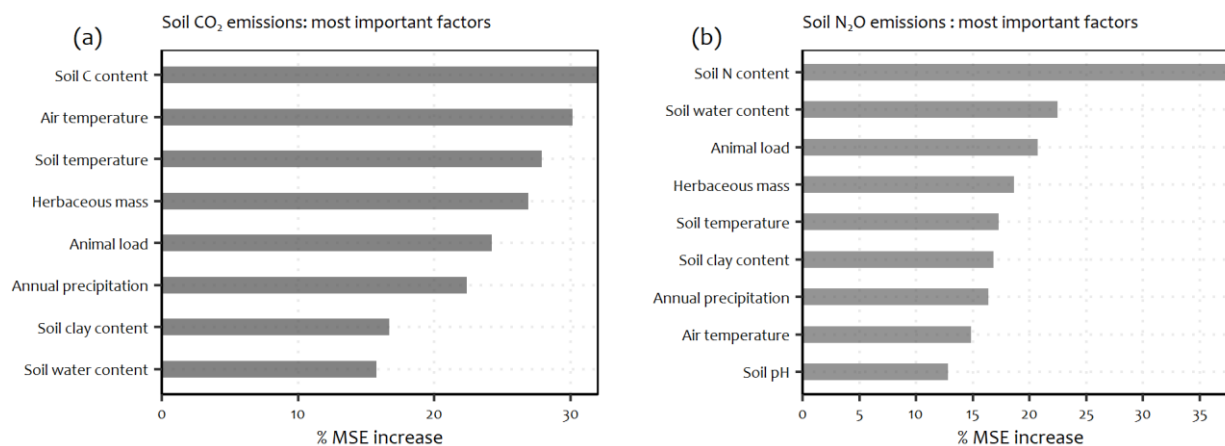 Soil CO₂ emissions: most important factors
(a)
Soil C content
Air temperature
Soil temperature
Herbaceous mass
Animal load
Annual precipitation
Soil clay content
Soil water content
0 10 20 30
% MSE increase
Soil N₂O emissions : most important factors
(b)
Soil N content
Soil water content
Animal load
Herbaceous mass
Soil temperature
Soil clay content
Annual precipitation
Air temperature
Soil pH
0 5 10 15 20 25 30 35
% MSE increase